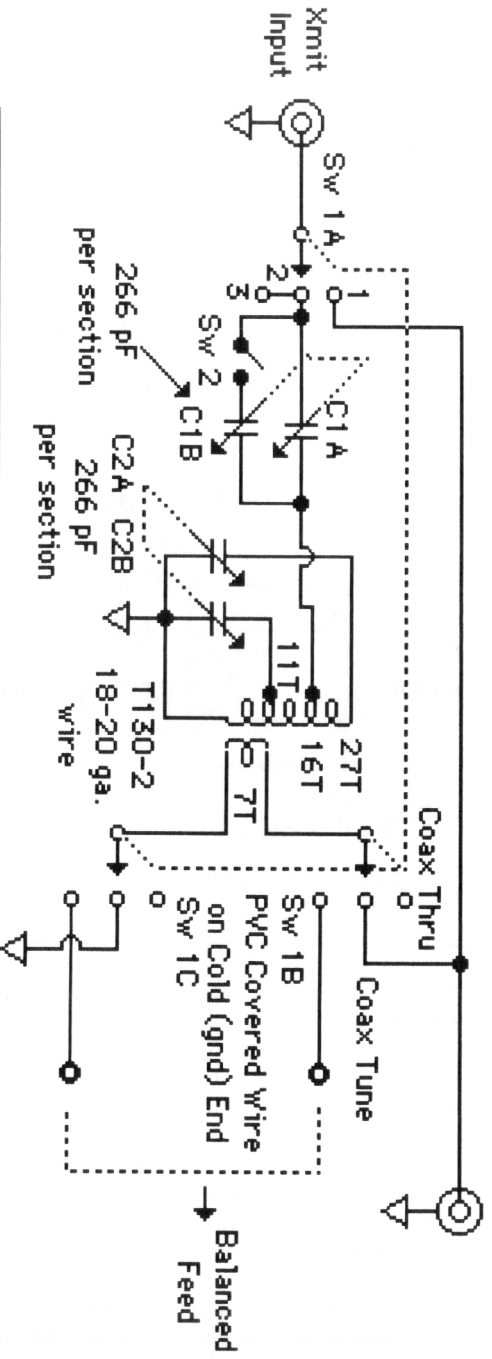 Xmit
Input
Sw 1A
1
2
3
Sw 2
C1A
C1B
266 pF
per section
C2A C2B
266 pF
per section
11T
16T
27T
7T
T130-2
18-20 ga.
wire
Coax Thru
Coax Tune
Sw 1B
PVC Covered Wire
on Cold (gnd) End
Sw 1C
Balanced
Feed